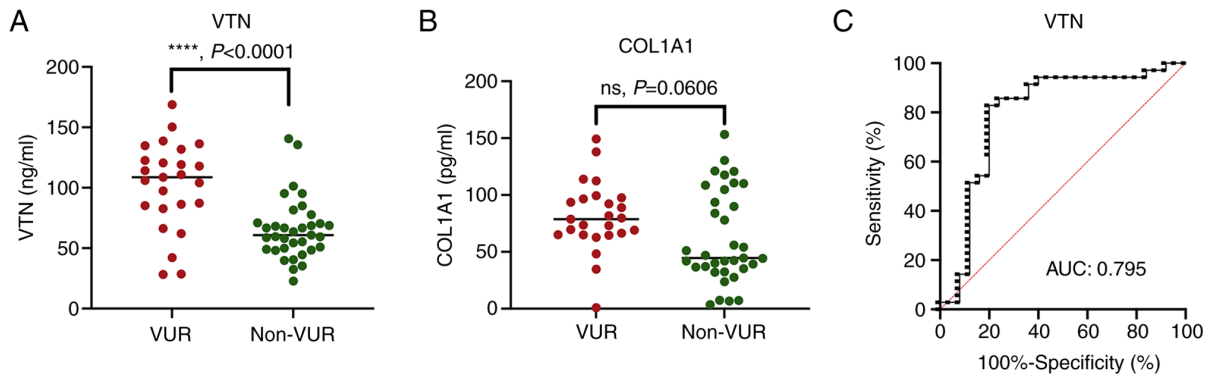 A
VTN
****, P<0.0001
VTN (ng/ml)
200
150
100
50
0
VUR
Non-VUR
B
COL1A1
ns, P=0.0606
COL1A1 (pg/ml)
200
150
100
50
0
VUR
Non-VUR
C
VTN
Sensitivity (%)
100
80
60
40
20
0
AUC: 0.795
0 20 40 60 80 100
100%-Specificity (%)